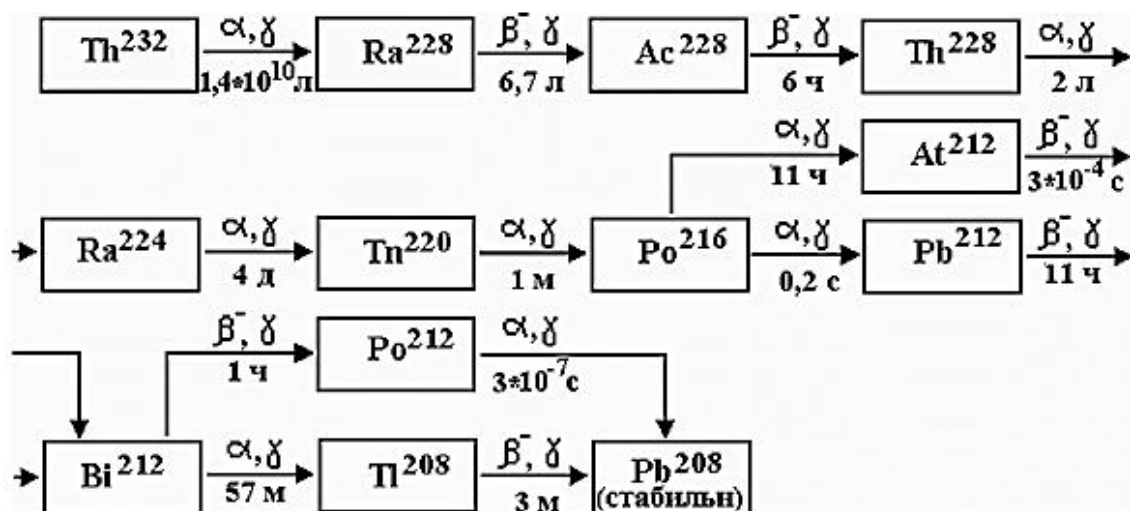 Th²³² α,γ Ra²²⁸ β⁻, γ Ac²²⁸ β⁻, γ Th²²⁸ α,γ
1,4*10¹⁰л 6,7 л 6 ч 2 л
α,γ At²¹² β⁻, γ
11 ч 3*10⁻⁴ с
Ra²²⁴ α,γ Tn²²⁰ α,γ Po²¹⁶ α,γ Pb²¹² β⁻, γ
4 д 1 м 0,2 с 11 ч
β⁻, γ Po²¹² α,γ
1 ч 3*10⁻⁷с
Bi²¹² α,γ Tl²⁰⁸ β⁻, γ Pb²⁰⁸
57 м 3 м (стабильн)